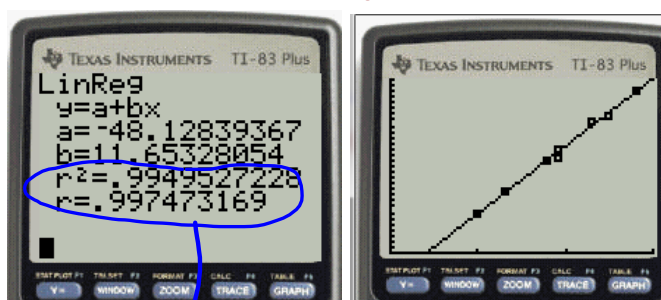 TEXAS INSTRUMENTS TI-83 Plus
LinReg
y=a+bx
a=-48.12839367
b=11.65328054
r²=.9949527228
r=.997473169
STAT PLOT F1 TBLSET F2 FORMAT F3 CALC F4 TABLE F5
Y= WINDOW ZOOM TRACE GRAPH
TEXAS INSTRUMENTS TI-83 Plus
STAT PLOT F1 TBLSET F2 FORMAT F3 CALC F4 TABLE F5
Y= WINDOW ZOOM TRACE GRAPH